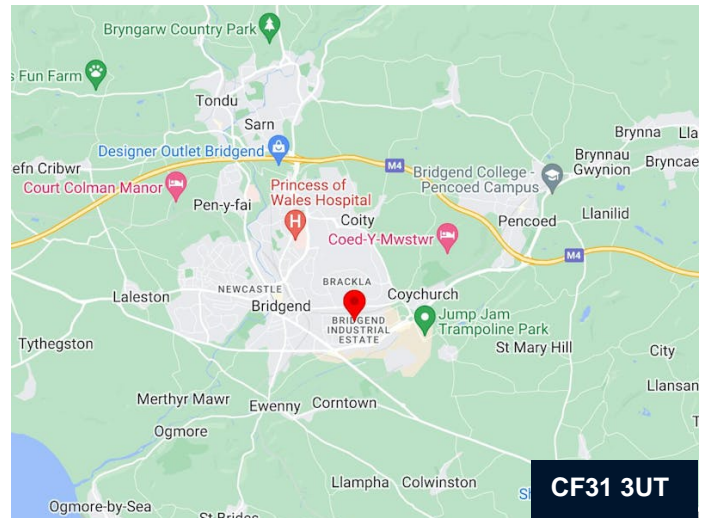 Bryngarw Country Park
s Fun Farm
Tondu
Sarn
Brynna
Lla
Designer Outlet Bridgend
M4
Bridgend College -
Pencoed Campus
Brynnau
Gwynion
Bryncae
efn Cribwr
Court Colman Manor
Princess of
Wales Hospital
Pen-y-fai
Coity
Pencoed
Llanilid
Coed-Y-Mwstwr
M4
BRACKLA
NEWCASTLE
Laleston
Bridgend
Coychurch
BRIDGEND
INDUSTRIAL
ESTATE
Jump Jam
Trampoline Park
Tythegston
St Mary Hill
City
Llansan
Merthyr Mawr
Ewenny
Corntown
Ogmore
Llampha
Colwinston
CF31 3UT
Ogmore-by-Sea
St Brides